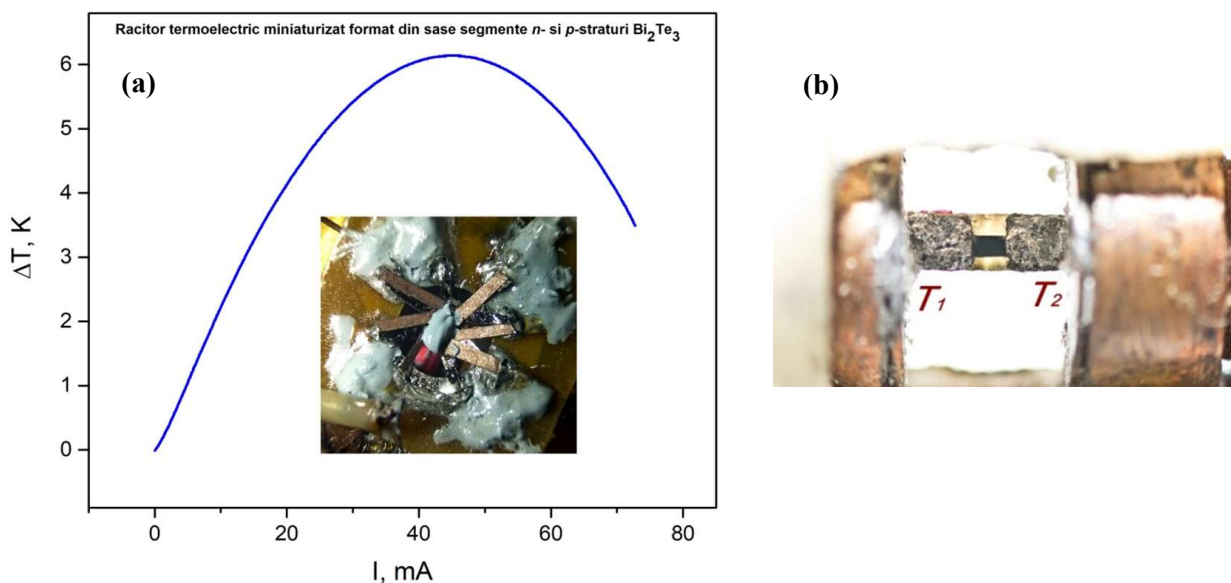 Racitor termoelectric miniaturizat format din sase segmente n- si p-straturi Bi2Te3
(a)
(b)
6
5
4
3
2
1
0
ΔT, K
T1
T2
0
20
40
60
80
I, mA